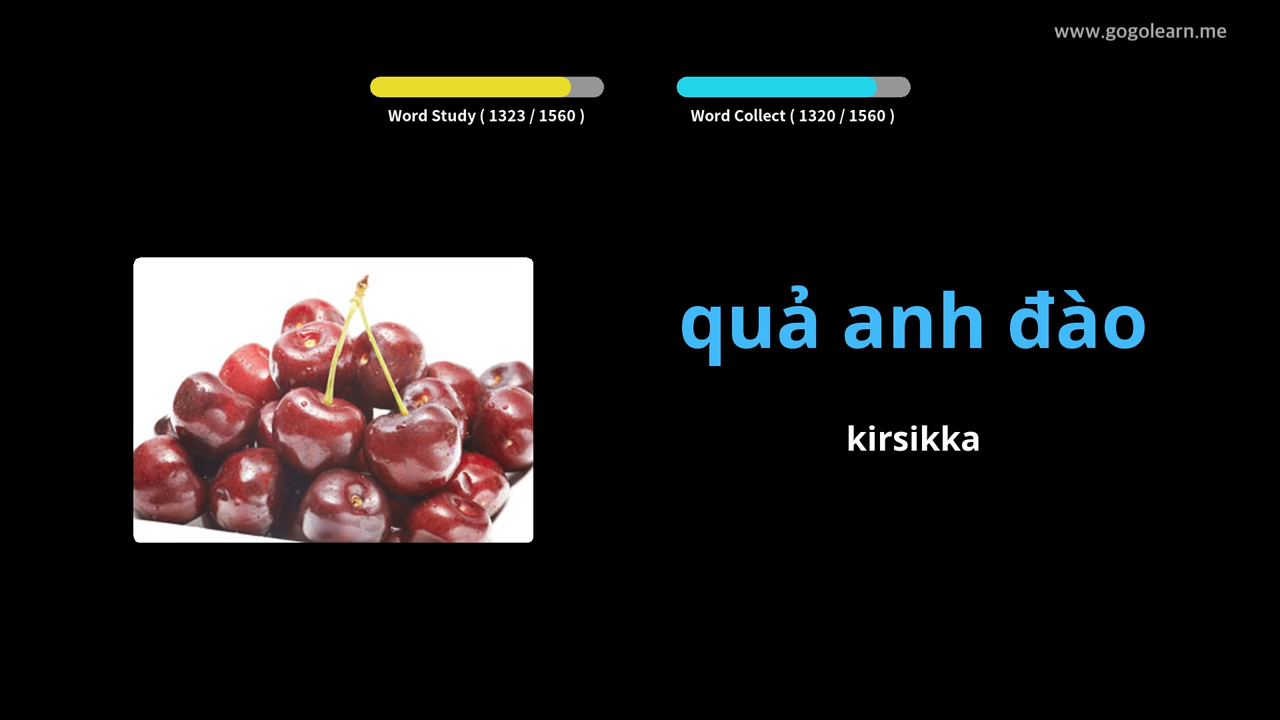 www.gogolearn.me
Word Study ( 1323 / 1560 )
Word Collect ( 1320 / 1560 )
quả anh đào
kirsikka